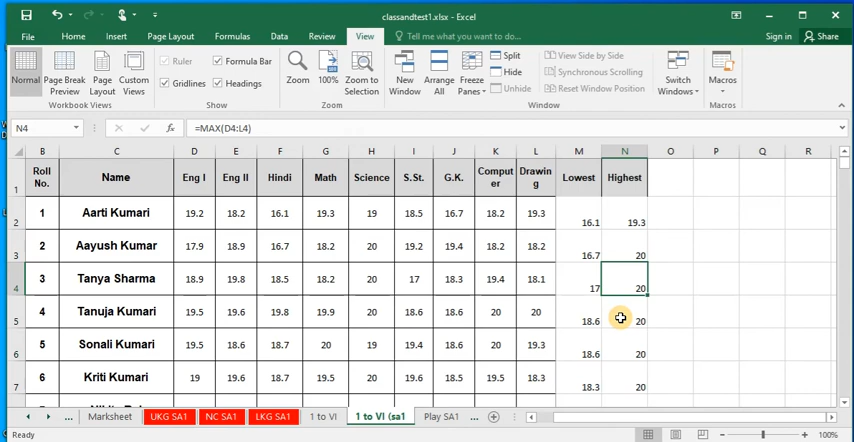 classandtest1.xlsx - Excel
File Home Insert Page Layout Formulas Data Review View Tell me what you want to do... Sign in Share
Normal Page Break Preview Page Layout Custom Views
Workbook Views
Ruler Formula Bar
Gridlines Headings
Show
Zoom 100% Zoom to Selection
Zoom
New Window Arrange All Freeze Panes
Split
Hide
Unhide
View Side by Side
Synchronous Scrolling
Reset Window Position
Window
Switch Windows
Macros
Macros
N4 fx =MAX(D4:L4)
B C D E F G H I J K L M N O P Q R
1 Roll No. Name Eng I Eng II Hindi Math Science S.St. G.K. Comput er Drawin g Lowest Highest
2 1 Aarti Kumari 19.2 18.2 16.1 19.3 19 18.5 16.7 18.2 19.3 16.1 19.3
3 2 Aayush Kumar 17.9 18.9 16.7 18.2 20 19.2 19.4 18.2 18.2 16.7 20
4 3 Tanya Sharma 18.9 19.8 18.5 18.2 20 17 18.3 19.4 18.1 17 20
5 4 Tanuja Kumari 19.5 19.6 19.8 19.9 20 18.6 18.6 20 20 18.6 20
6 5 Sonali Kumari 19.5 18.6 18.7 20 19 19.3 18.6 20 19.3 18.6 20
7 6 Kriti Kumari 19 19.6 18.7 19.5 20 19.6 18.5 19.5 18.3 18.3 20
... Marksheet UKG SA1 NC SA1 LKG SA1 1 to VI 1 to VI (sa1 Play SA1 ...
Ready 100%